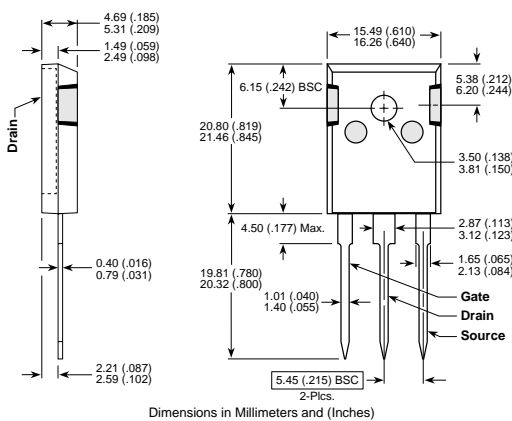 4.69 (.185)
5.31 (.209)
1.49 (.059)
2.49 (.098)
Drain
0.40 (.016)
0.79 (.031)
2.21 (.087)
2.59 (.102)
15.49 (.610)
16.26 (.640)
6.15 (.242) BSC
5.38 (.212)
6.20 (.244)
20.80 (.819)
21.46 (.845)
3.50 (.138)
3.81 (.150)
4.50 (.177) Max.
2.87 (.113)
3.12 (.123)
19.81 (.780)
20.32 (.800)
1.65 (.065)
2.13 (.084)
1.01 (.040)
1.40 (.055)
Gate
Drain
Source
5.45 (.215) BSC
2-Plcs.
Dimensions in Millimeters and (Inches)